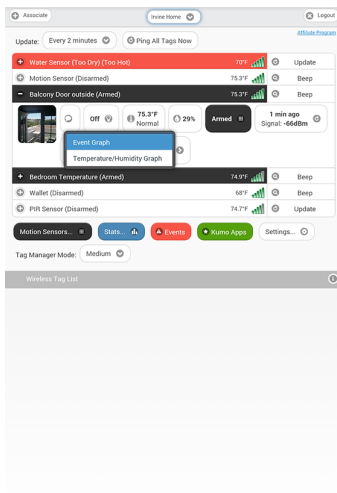 Associate
Irvine Home
Logout
Affiliate Program
Update: Every 2 minutes Ping All Tags Now
Water Sensor (Too Dry) (Too Hot) 70°F Update
Motion Sensor (Disarmed) 75.3°F Beep
Balcony Door outside (Armed) 75.3°F Beep
Off 75.3°F Normal 29% Armed 1 min ago
Signal: -66dBm
Event Graph
Temperature/Humidity Graph
Bedroom Temperature (Armed) 74.9°F Beep
Wallet (Disarmed) 68°F Beep
PIR Sensor (Disarmed) 74.7°F Update
Motion Sensors... Stats... Events Kumo Apps Settings...
Tag Manager Mode: Medium
Wireless Tag List